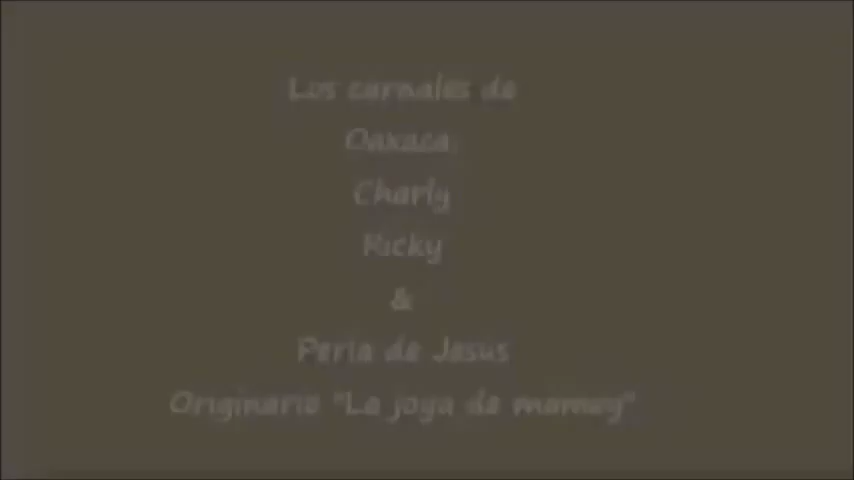 Los carnales de
Oaxaca.
Charly
Ricky
&
Perla de Jesus
Originario "La joya de mamey"